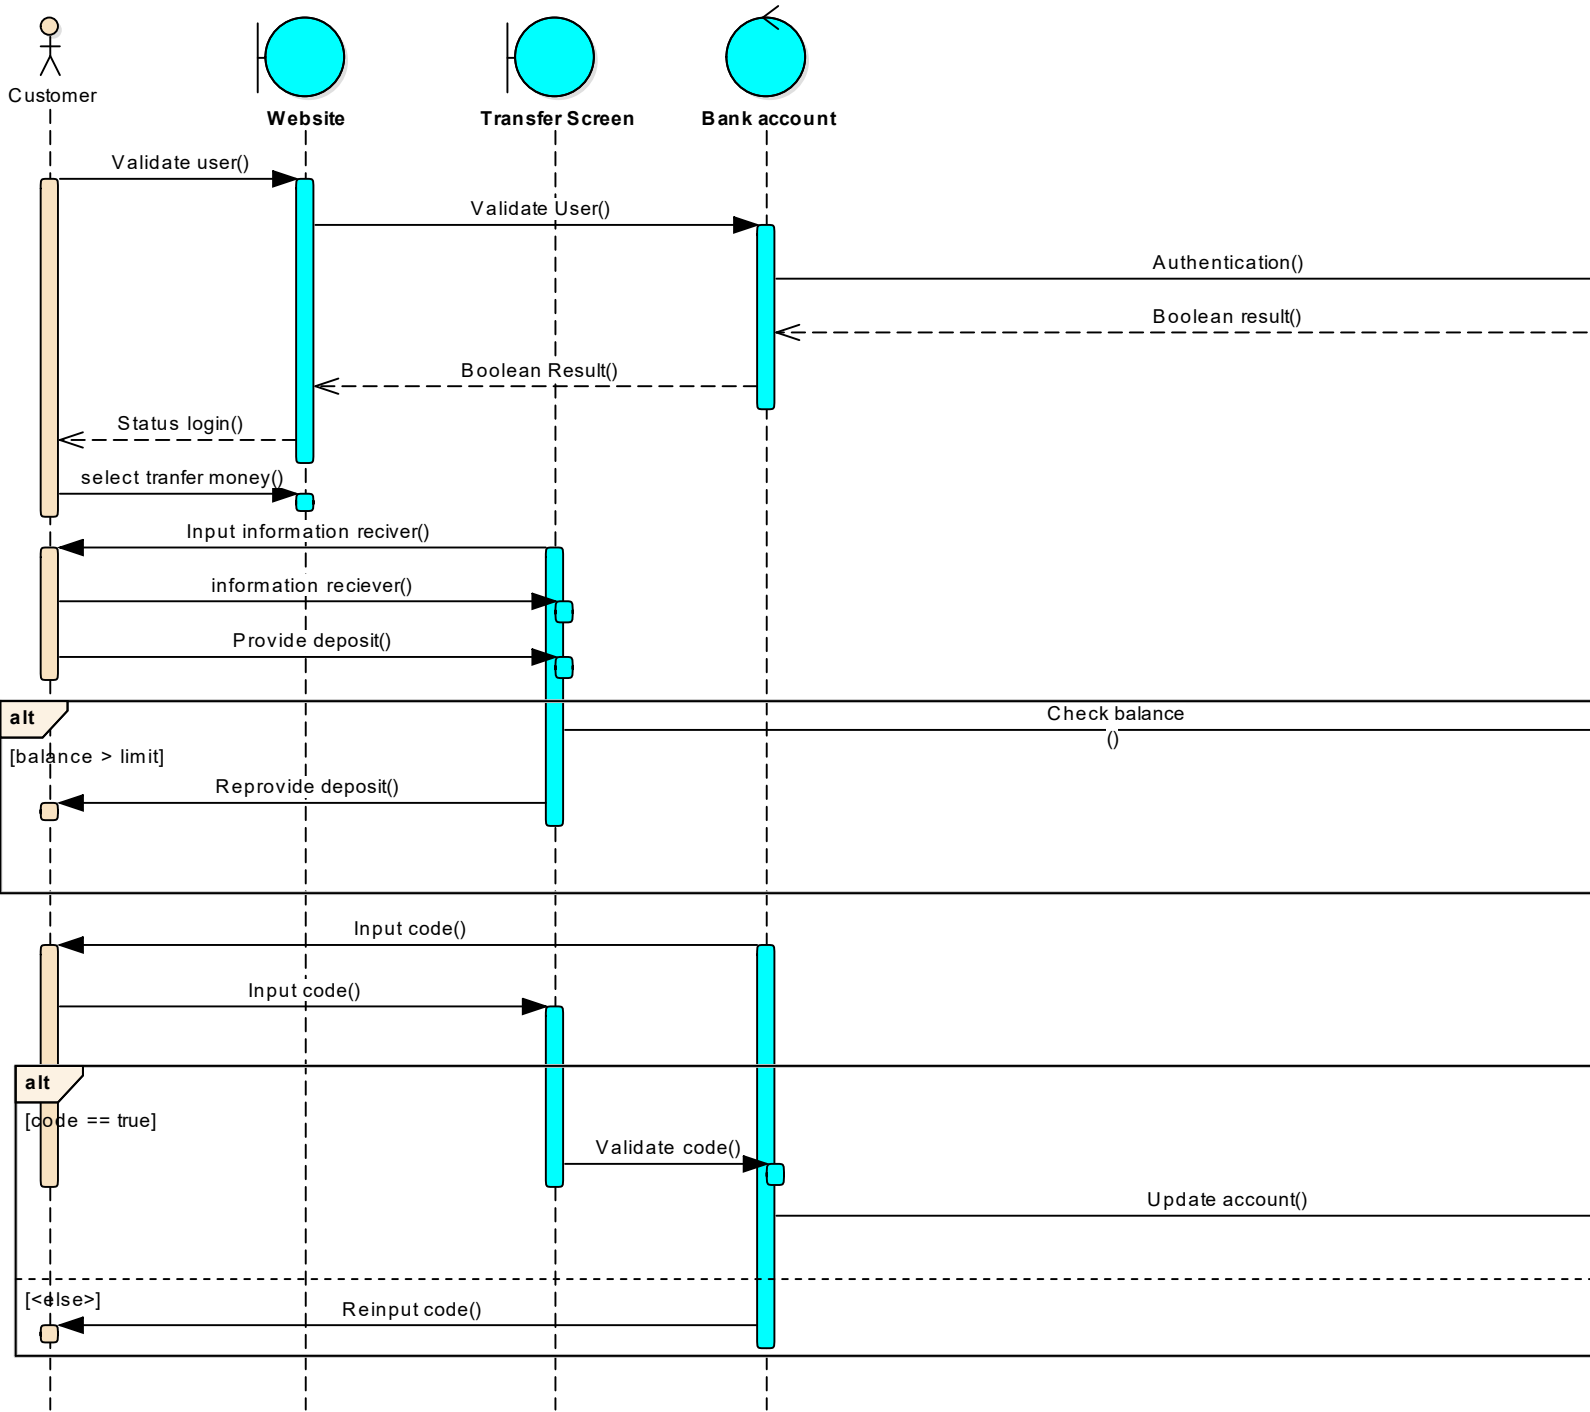 Customer
Website
Transfer Screen
Bank account
Validate user()
Validate User()
Authentication()
Boolean result()
Boolean Result()
Status login()
select tranfer money()
Input information reciver()
information reciever()
Provide deposit()
alt
Check balance
()
[balance > limit]
Reprovide deposit()
Input code()
Input code()
alt
[code == true]
Validate code()
Update account()
[<else>]
Reinput code()